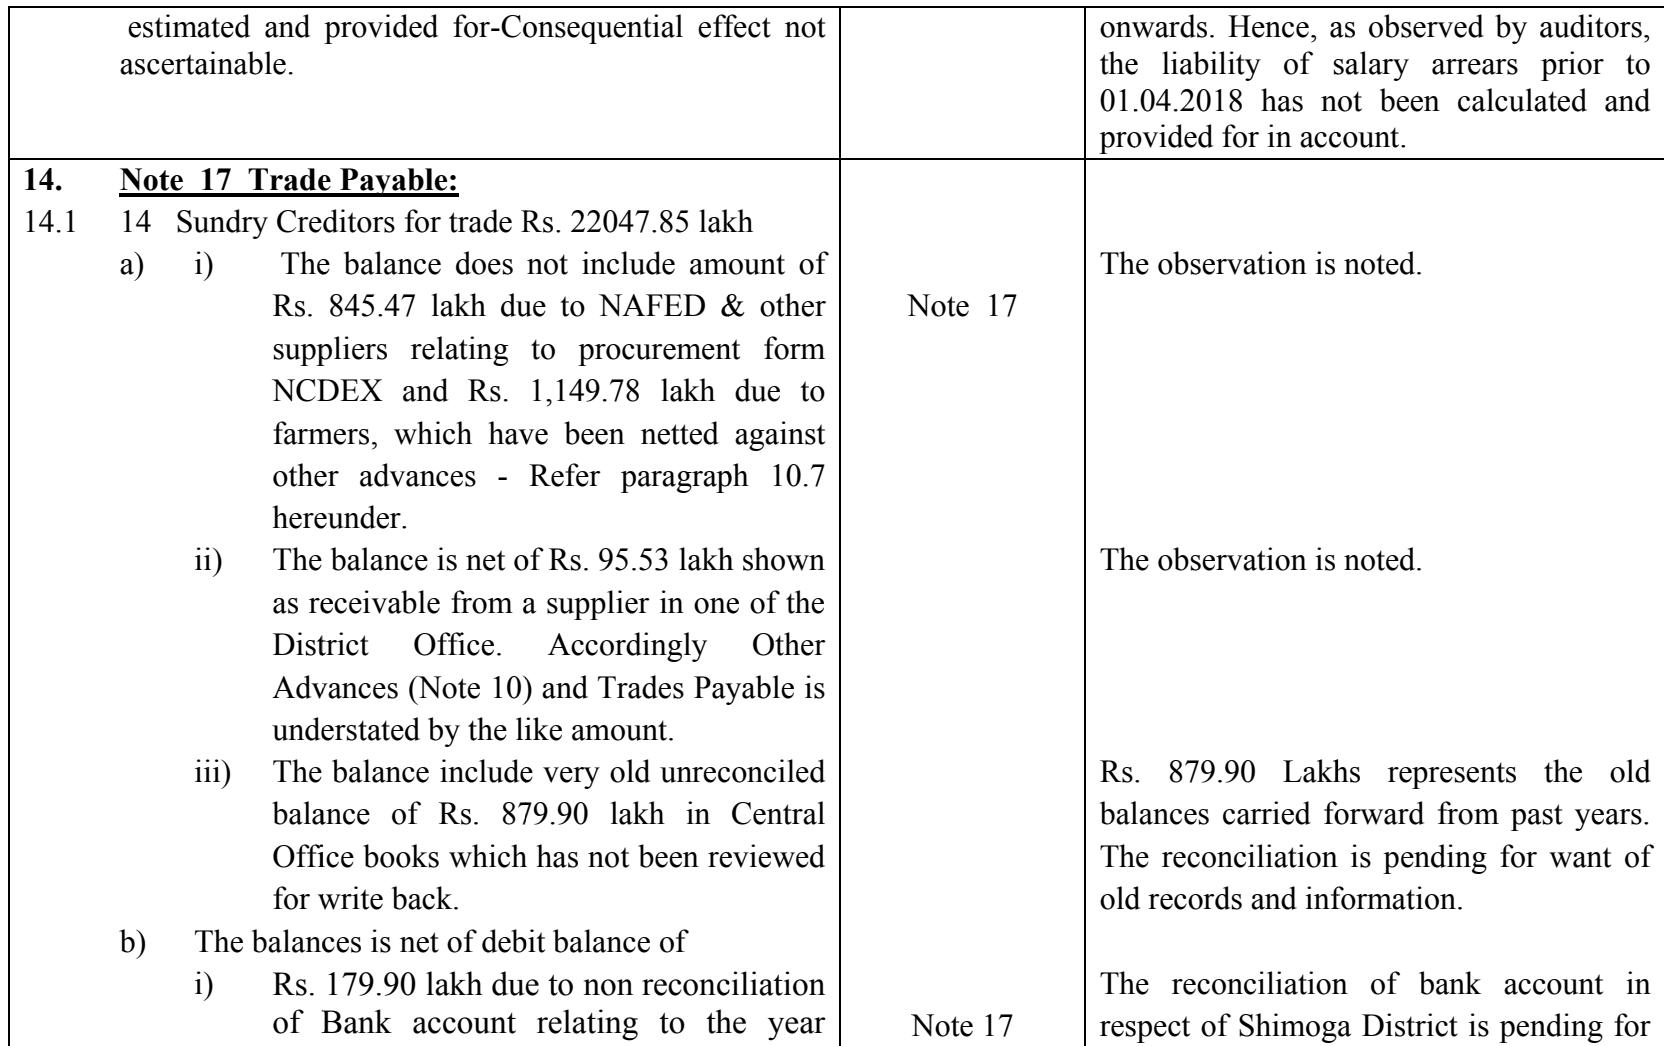 estimated and provided for-Consequential effect not
ascertainable.
onwards. Hence, as observed by auditors,
the liability of salary arrears prior to
01.04.2018 has not been calculated and
provided for in account.
14. Note 17 Trade Payable:
14.1 14 Sundry Creditors for trade Rs. 22047.85 lakh
a) i) The balance does not include amount of
Rs. 845.47 lakh due to NAFED & other
suppliers relating to procurement form
NCDEX and Rs. 1,149.78 lakh due to
farmers, which have been netted against
other advances - Refer paragraph 10.7
hereunder.
Note 17
The observation is noted.
ii) The balance is net of Rs. 95.53 lakh shown
as receivable from a supplier in one of the
District Office. Accordingly Other
Advances (Note 10) and Trades Payable is
understated by the like amount.
The observation is noted.
iii) The balance include very old unreconciled
balance of Rs. 879.90 lakh in Central
Office books which has not been reviewed
for write back.
Rs. 879.90 Lakhs represents the old
balances carried forward from past years.
The reconciliation is pending for want of
old records and information.
b) The balances is net of debit balance of
i) Rs. 179.90 lakh due to non reconciliation
of Bank account relating to the year
Note 17
The reconciliation of bank account in
respect of Shimoga District is pending for